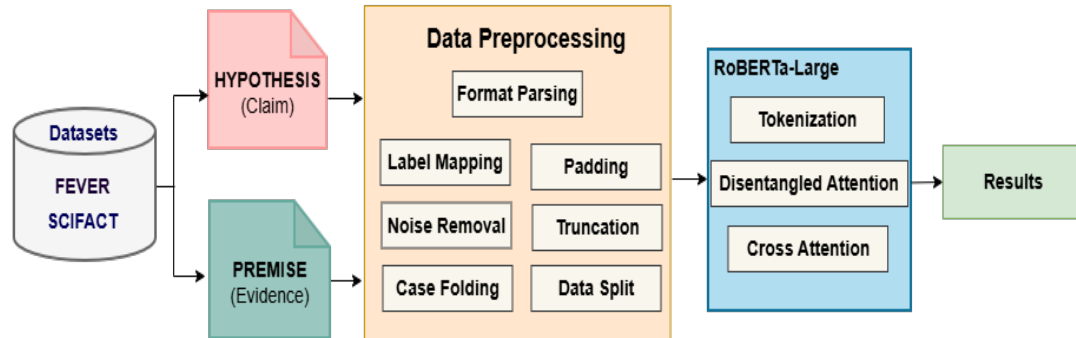 Datasets
FEVER
SCIFACT
HYPOTHESIS
(Claim)
PREMISE
(Evidence)
Data Preprocessing
Format Parsing
Label Mapping
Padding
Noise Removal
Truncation
Case Folding
Data Split
RoBERTa-Large
Tokenization
Disentangled Attention
Cross Attention
Results